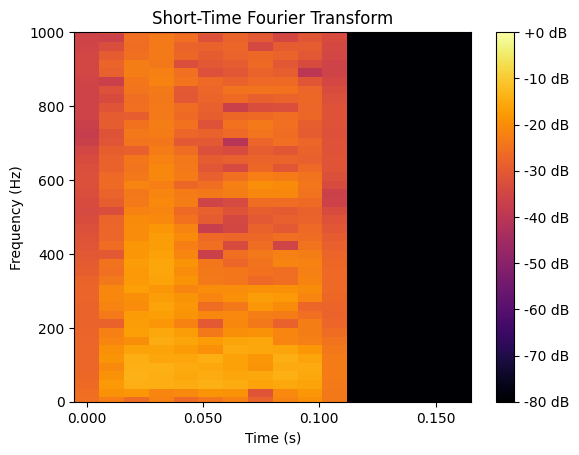 Short-Time Fourier Transform
1000
800
600
400
200
0
Frequency (Hz)
0.000
0.050
0.100
0.150
Time (s)
+0 dB
-10 dB
-20 dB
-30 dB
-40 dB
-50 dB
-60 dB
-70 dB
-80 dB